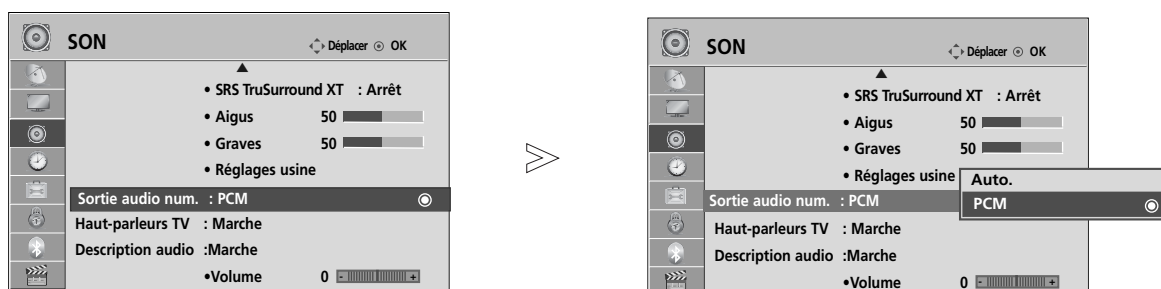 SON
Déplacer OK
• SRS TruSurround XT : Arrêt
• Aigus 50
• Graves 50
• Réglages usine
Sortie audio num. : PCM
Haut-parleurs TV : Marche
Description audio :Marche
•Volume 0 - +
>
SON
Déplacer OK
• SRS TruSurround XT : Arrêt
• Aigus 50
• Graves 50
• Réglages usine
Auto.
Sortie audio num. : PCM
PCM
Haut-parleurs TV : Marche
Description audio :Marche
•Volume 0 - +